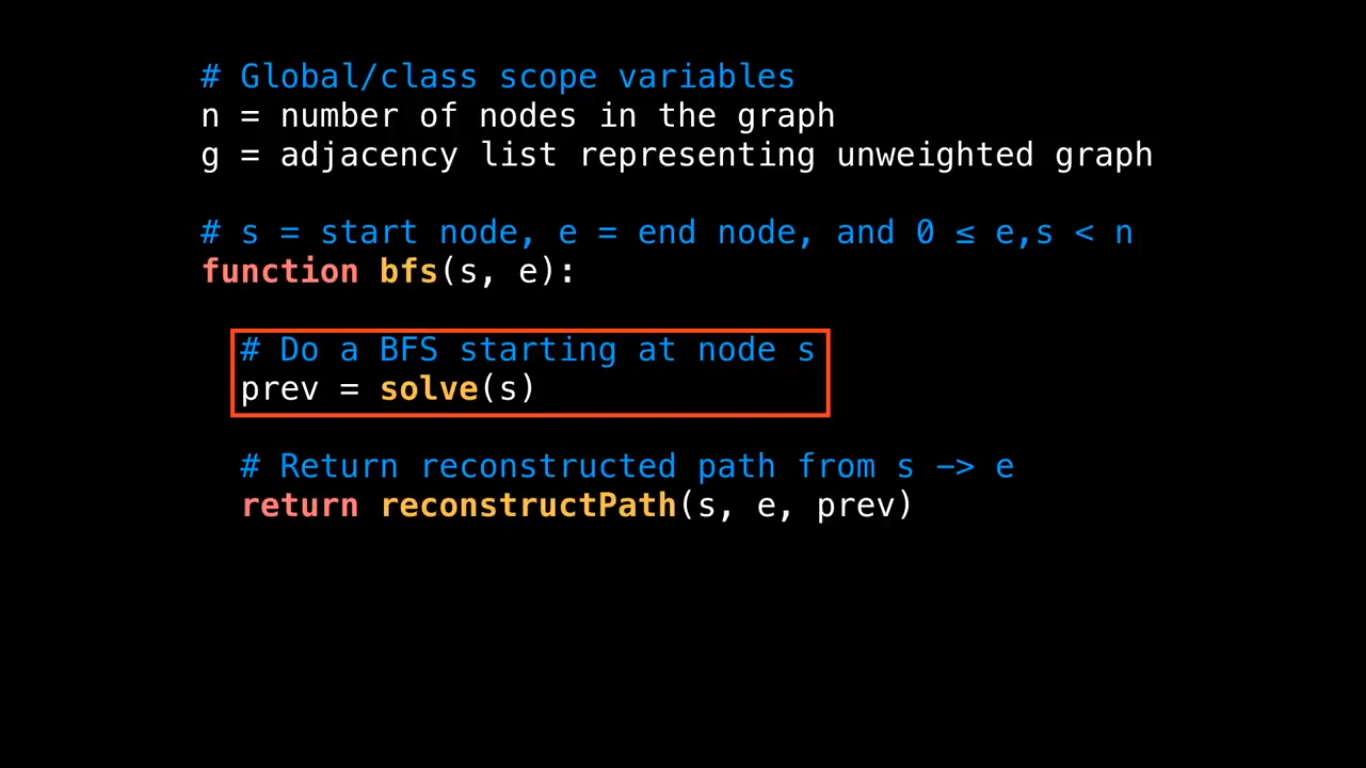 # Global/class scope variables
n = number of nodes in the graph
g = adjacency list representing unweighted graph
# s = start node, e = end node, and 0 ≤ e,s < n
function bfs(s, e):
# Do a BFS starting at node s
prev = solve(s)
# Return reconstructed path from s -> e
return reconstructPath(s, e, prev)